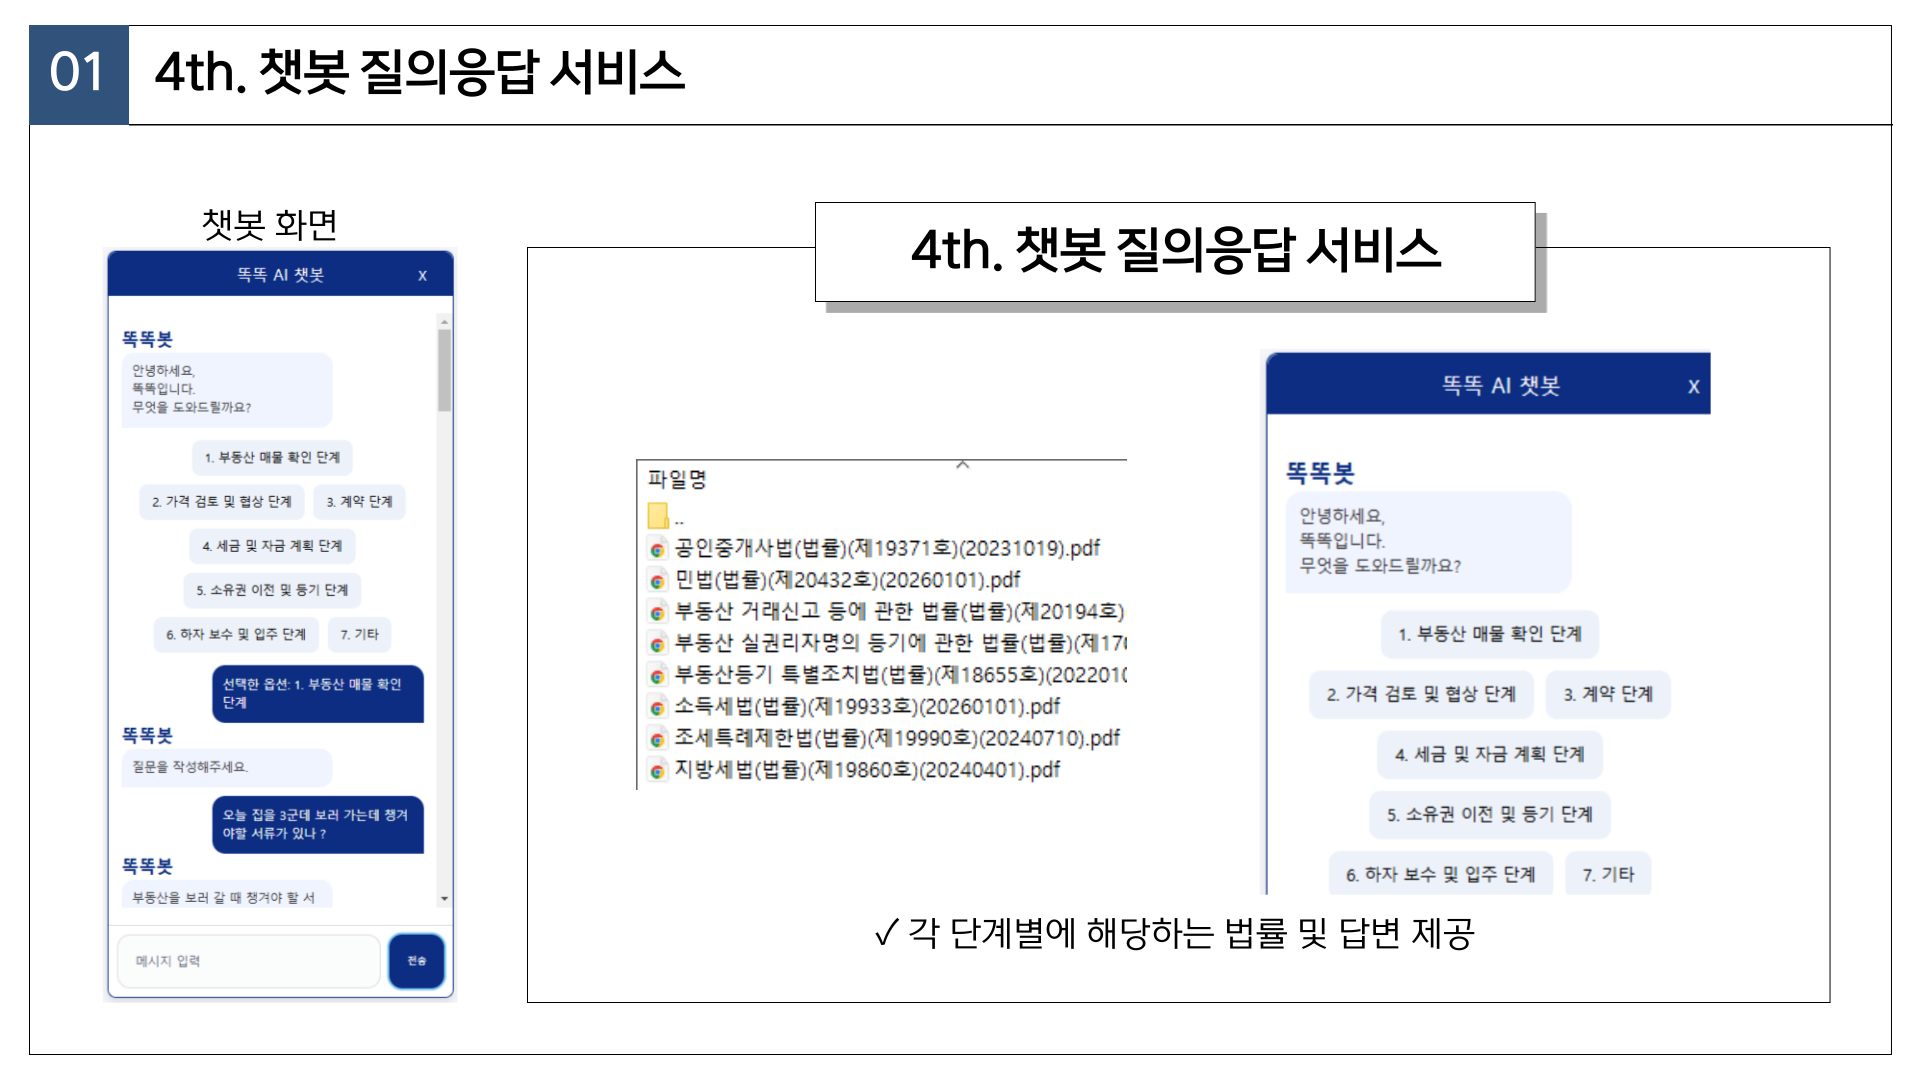 01
4th. 챗봇 질의응답 서비스
챗봇 화면
똑똑 AI 챗봇
X
똑똑봇
안녕하세요,
똑똑입니다.
무엇을 도와드릴까요?
1. 부동산 매물 확인 단계
2. 가격 검토 및 협상 단계
3. 계약 단계
4. 세금 및 자금 계획 단계
5. 소유권 이전 및 등기 단계
6. 하자 보수 및 입주 단계
7. 기타
선택한 옵션: 1. 부동산 매물 확인
단계
똑똑봇
질문을 작성해주세요.
오늘 집을 3군데 보러 가는데 챙겨
야할 서류가 있나 ?
똑똑봇
부동산을 보러 갈 때 챙겨야 할 서
메시지 입력
전송
4th. 챗봇 질의응답 서비스
파일명
..
공인중개사법(법률)(제19371호)(20231019).pdf
민법(법률)(제20432호)(20260101).pdf
부동산 거래신고 등에 관한 법률(법률)(제20194호)
부동산 실권리자명의 등기에 관한 법률(법률)(제17
부동산등기 특별조치법(법률)(제18655호)(2022010
소득세법(법률)(제19933호)(20260101).pdf
조세특례제한법(법률)(제19990호)(20240710).pdf
지방세법(법률)(제19860호)(20240401).pdf
똑똑 AI 챗봇
X
똑똑봇
안녕하세요,
똑똑입니다.
무엇을 도와드릴까요?
1. 부동산 매물 확인 단계
2. 가격 검토 및 협상 단계
3. 계약 단계
4. 세금 및 자금 계획 단계
5. 소유권 이전 및 등기 단계
6. 하자 보수 및 입주 단계
7. 기타
✓ 각 단계별에 해당하는 법률 및 답변 제공